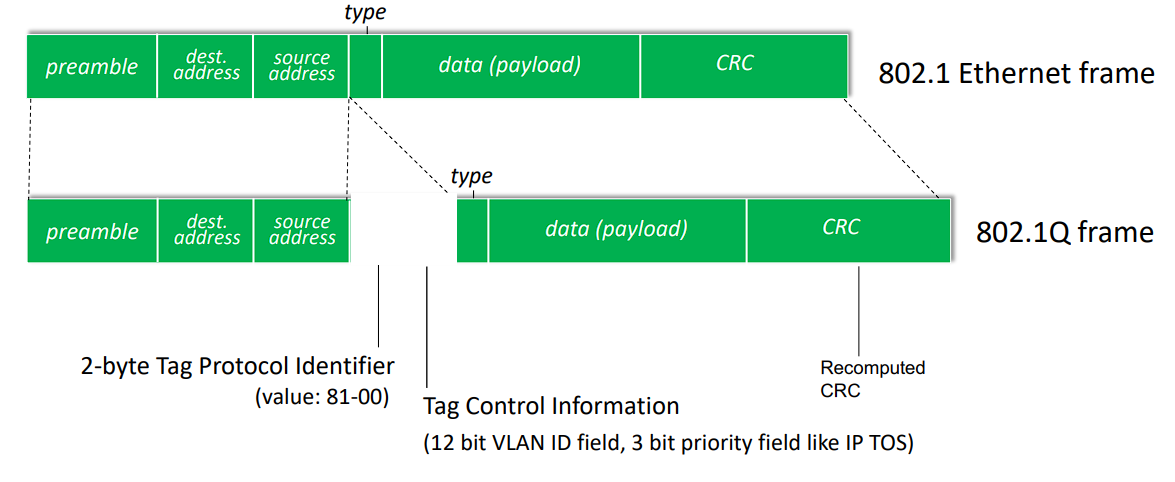 type
preamble
dest.
address
source
address
data (payload)
CRC
802.1 Ethernet frame
type
preamble
dest.
address
source
address
data (payload)
CRC
802.1Q frame
2-byte Tag Protocol Identifier
(value: 81-00)
Recomputed
CRC
Tag Control Information
(12 bit VLAN ID field, 3 bit priority field like IP TOS)